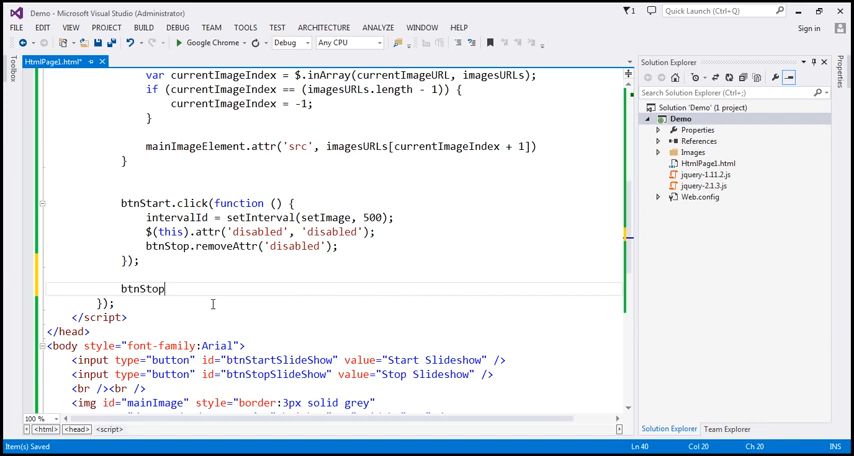 Demo - Microsoft Visual Studio (Administrator)
1
Quick Launch (Ctrl+Q)
FILE EDIT VIEW PROJECT BUILD DEBUG TEAM TOOLS TEST ARCHITECTURE ANALYZE WINDOW HELP
Sign in
Google Chrome
Debug
Any CPU
Toolbox
HtmlPage1.html*
var currentImageIndex = $.inArray(currentImageURL, imagesURLs);
if (currentImageIndex == (imagesURLs.length - 1)) {
currentImageIndex = -1;
}
mainImageElement.attr('src', imagesURLs[currentImageIndex + 1])
}
btnStart.click(function () {
intervalId = setInterval(setImage, 500);
$(this).attr('disabled', 'disabled');
btnStop.removeAttr('disabled');
});
btnStop
});
</script>
</head>
<body style="font-family:Arial">
<input type="button" id="btnStartSlideShow" value="Start Slideshow" />
<input type="button" id="btnStopSlideShow" value="Stop Slideshow" />
<br /><br />
<img id="mainImage" style="border:3px solid grey"
100 %
<html> <head> <script>
Solution Explorer
Search Solution Explorer (Ctrl+;)
Solution 'Demo' (1 project)
Demo
Properties
References
Images
HtmlPage1.html
jquery-1.11.2.js
jquery-2.1.3.js
Web.config
Solution Explorer Team Explorer
Properties
Item(s) Saved
Ln 40 Col 20 Ch 20 INS